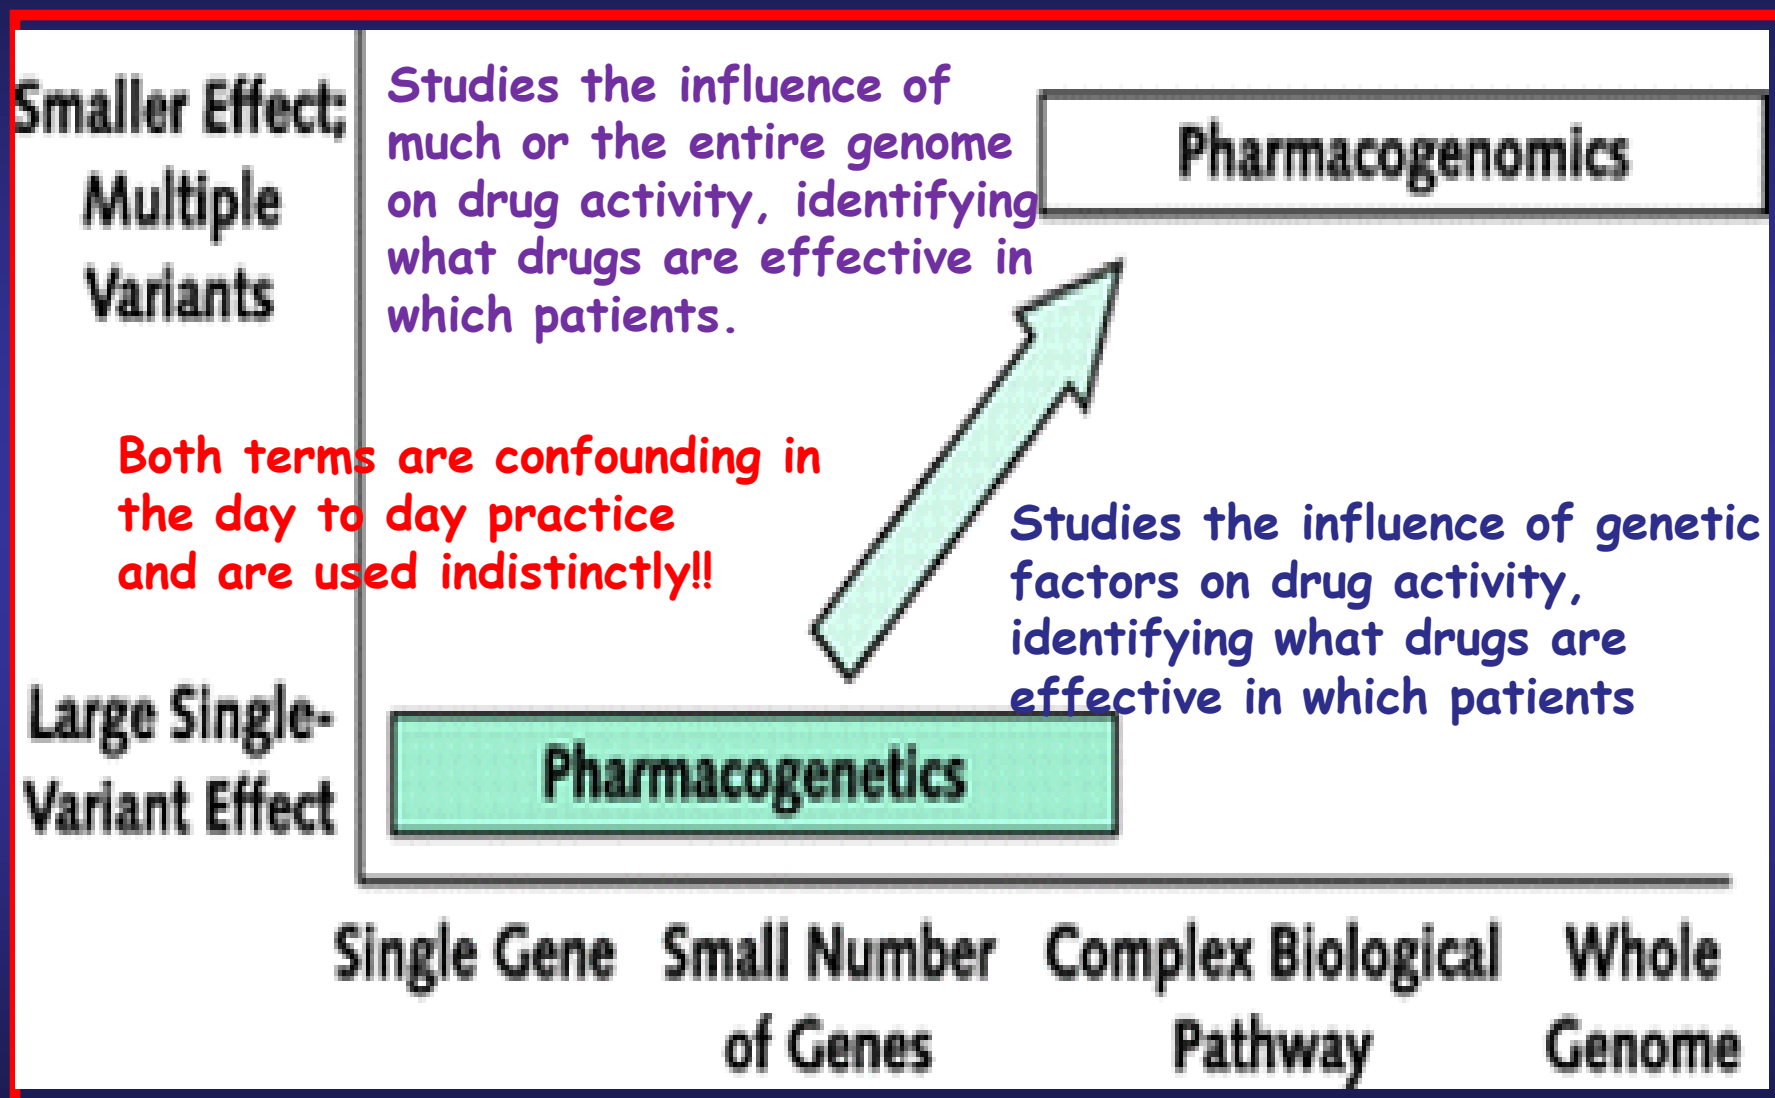 Smaller Effect;
Multiple
Variants
Studies the influence of
much or the entire genome
on drug activity, identifying
what drugs are effective in
which patients.
Pharmacogenomics
Both terms are confounding in
the day to day practice
and are used indistinctly!!
Studies the influence of genetic
factors on drug activity,
identifying what drugs are
effective in which patients
Large Single-
Variant Effect
Pharmacogenetics
Single Gene
Small Number
of Genes
Complex Biological
Pathway
Whole
Genome